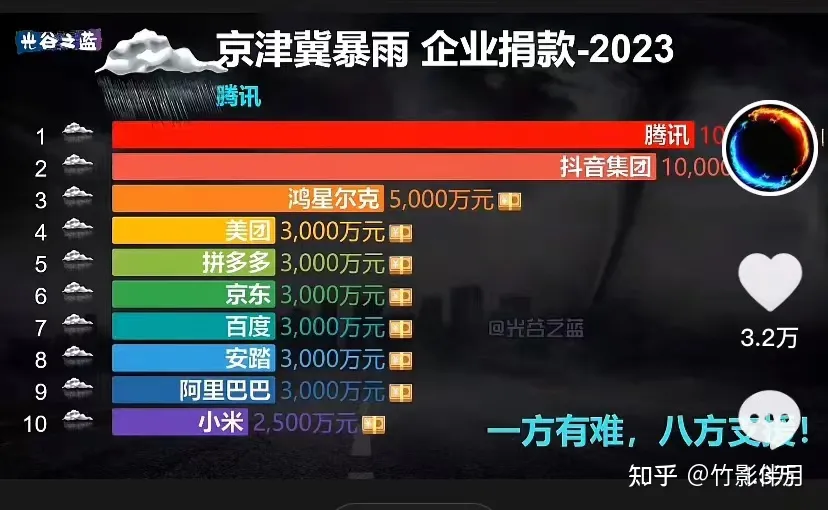 光谷之蓝
京津冀暴雨 企业捐款-2023
腾讯
1 腾讯 10
2 抖音集团 10,000
3 鸿星尔克 5,000万元
4 美团 3,000万元
5 拼多多 3,000万元
6 京东 3,000万元
7 百度 3,000万元
8 安踏 3,000万元
9 阿里巴巴 3,000万元
10 小米 2,500万元
@光谷之蓝
3.2万
一方有难，八方支援！
知乎 @竹影伴月